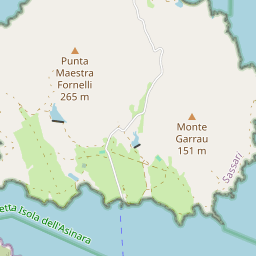 Punta
Maestra
Fornelli
265 m
Monte
Garrau
151 m
Sassari
etta Isola dell'Asinara